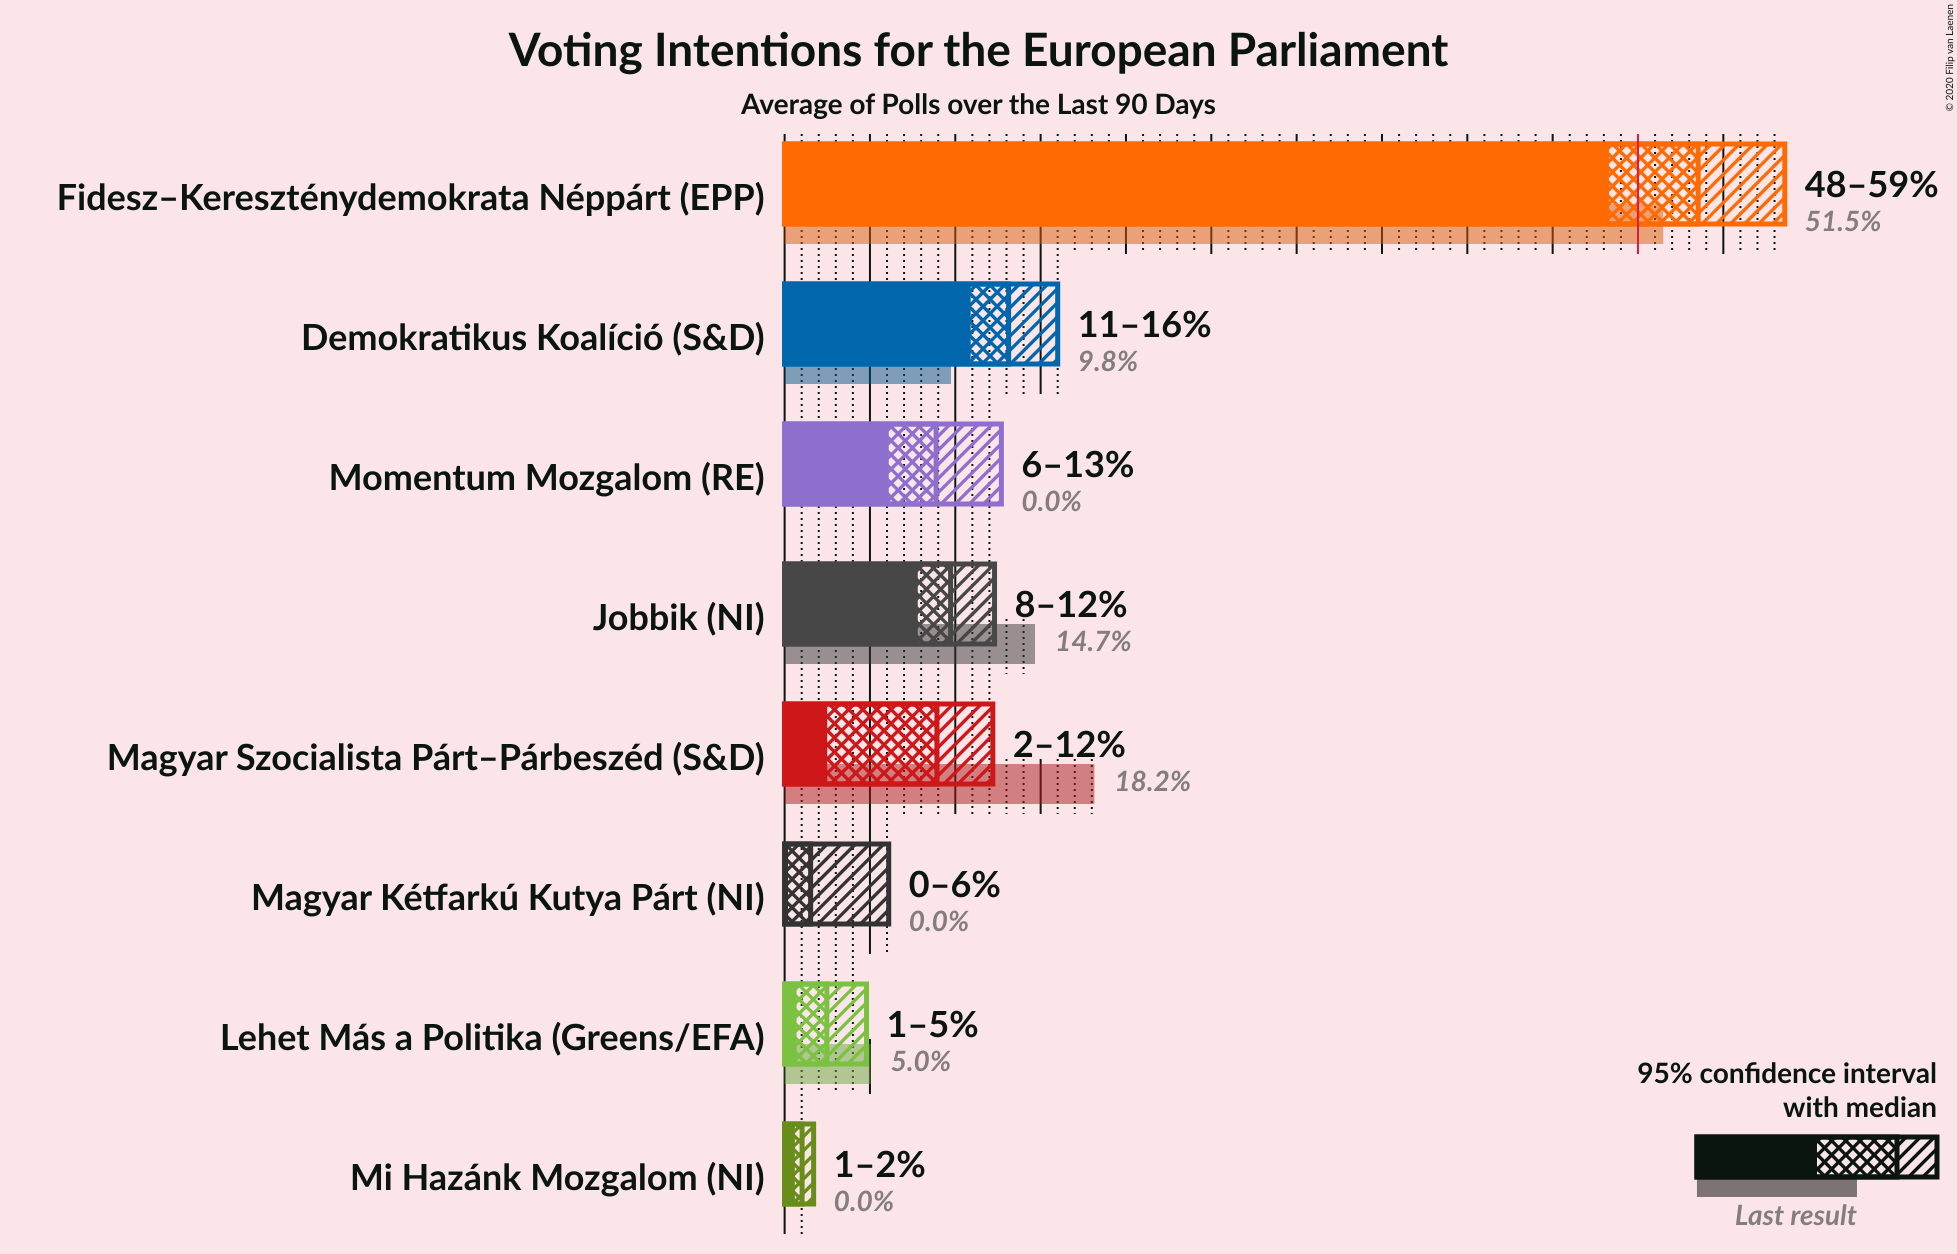 Voting Intentions for the European Parliament
Average of Polls over the Last 90 Days
© 2020 Filip van Laenen
Fidesz–Kereszténydemokrata Néppárt (EPP)
48–59%
51.5%
Demokratikus Koalíció (S&D)
11–16%
9.8%
Momentum Mozgalom (RE)
6–13%
0.0%
Jobbik (NI)
8–12%
14.7%
Magyar Szocialista Párt–Párbeszéd (S&D)
2–12%
18.2%
Magyar Kétfarkú Kutya Párt (NI)
0–6%
0.0%
Lehet Más a Politika (Greens/EFA)
1–5%
5.0%
Mi Hazánk Mozgalom (NI)
1–2%
0.0%
95% confidence interval
with median
Last result